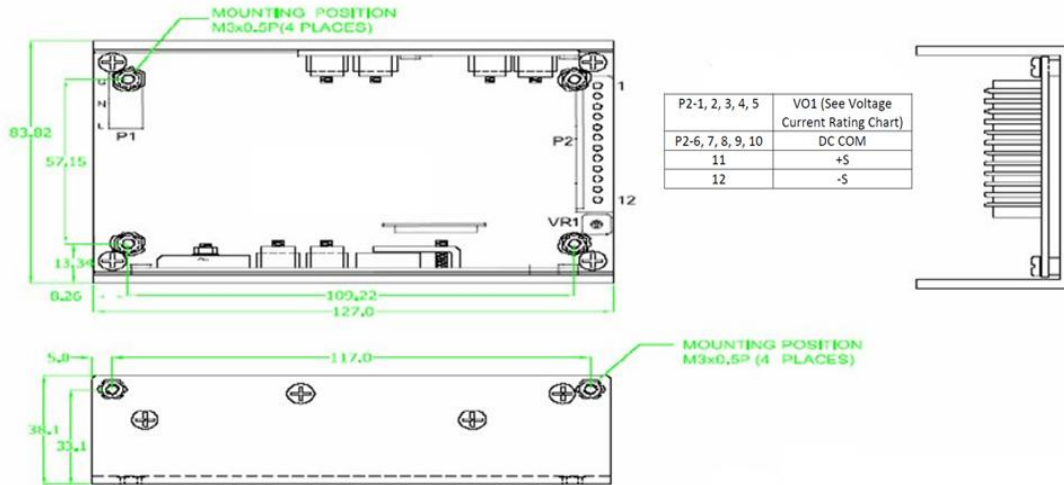 MOUNTING POSITION
M3x0.5P(4 PLACES)
83.82
57.15
13.34
8.26
109.22
127.0
G
N
L
P1
1
P2
12
VR1
P2-1, 2, 3, 4, 5 VO1 (See Voltage
Current Rating Chart)
P2-6, 7, 8, 9, 10 DC COM
11 +S
12 -S
MOUNTING POSITION
M3x0.5P (4 PLACES)
5.0
117.0
38.1
33.1